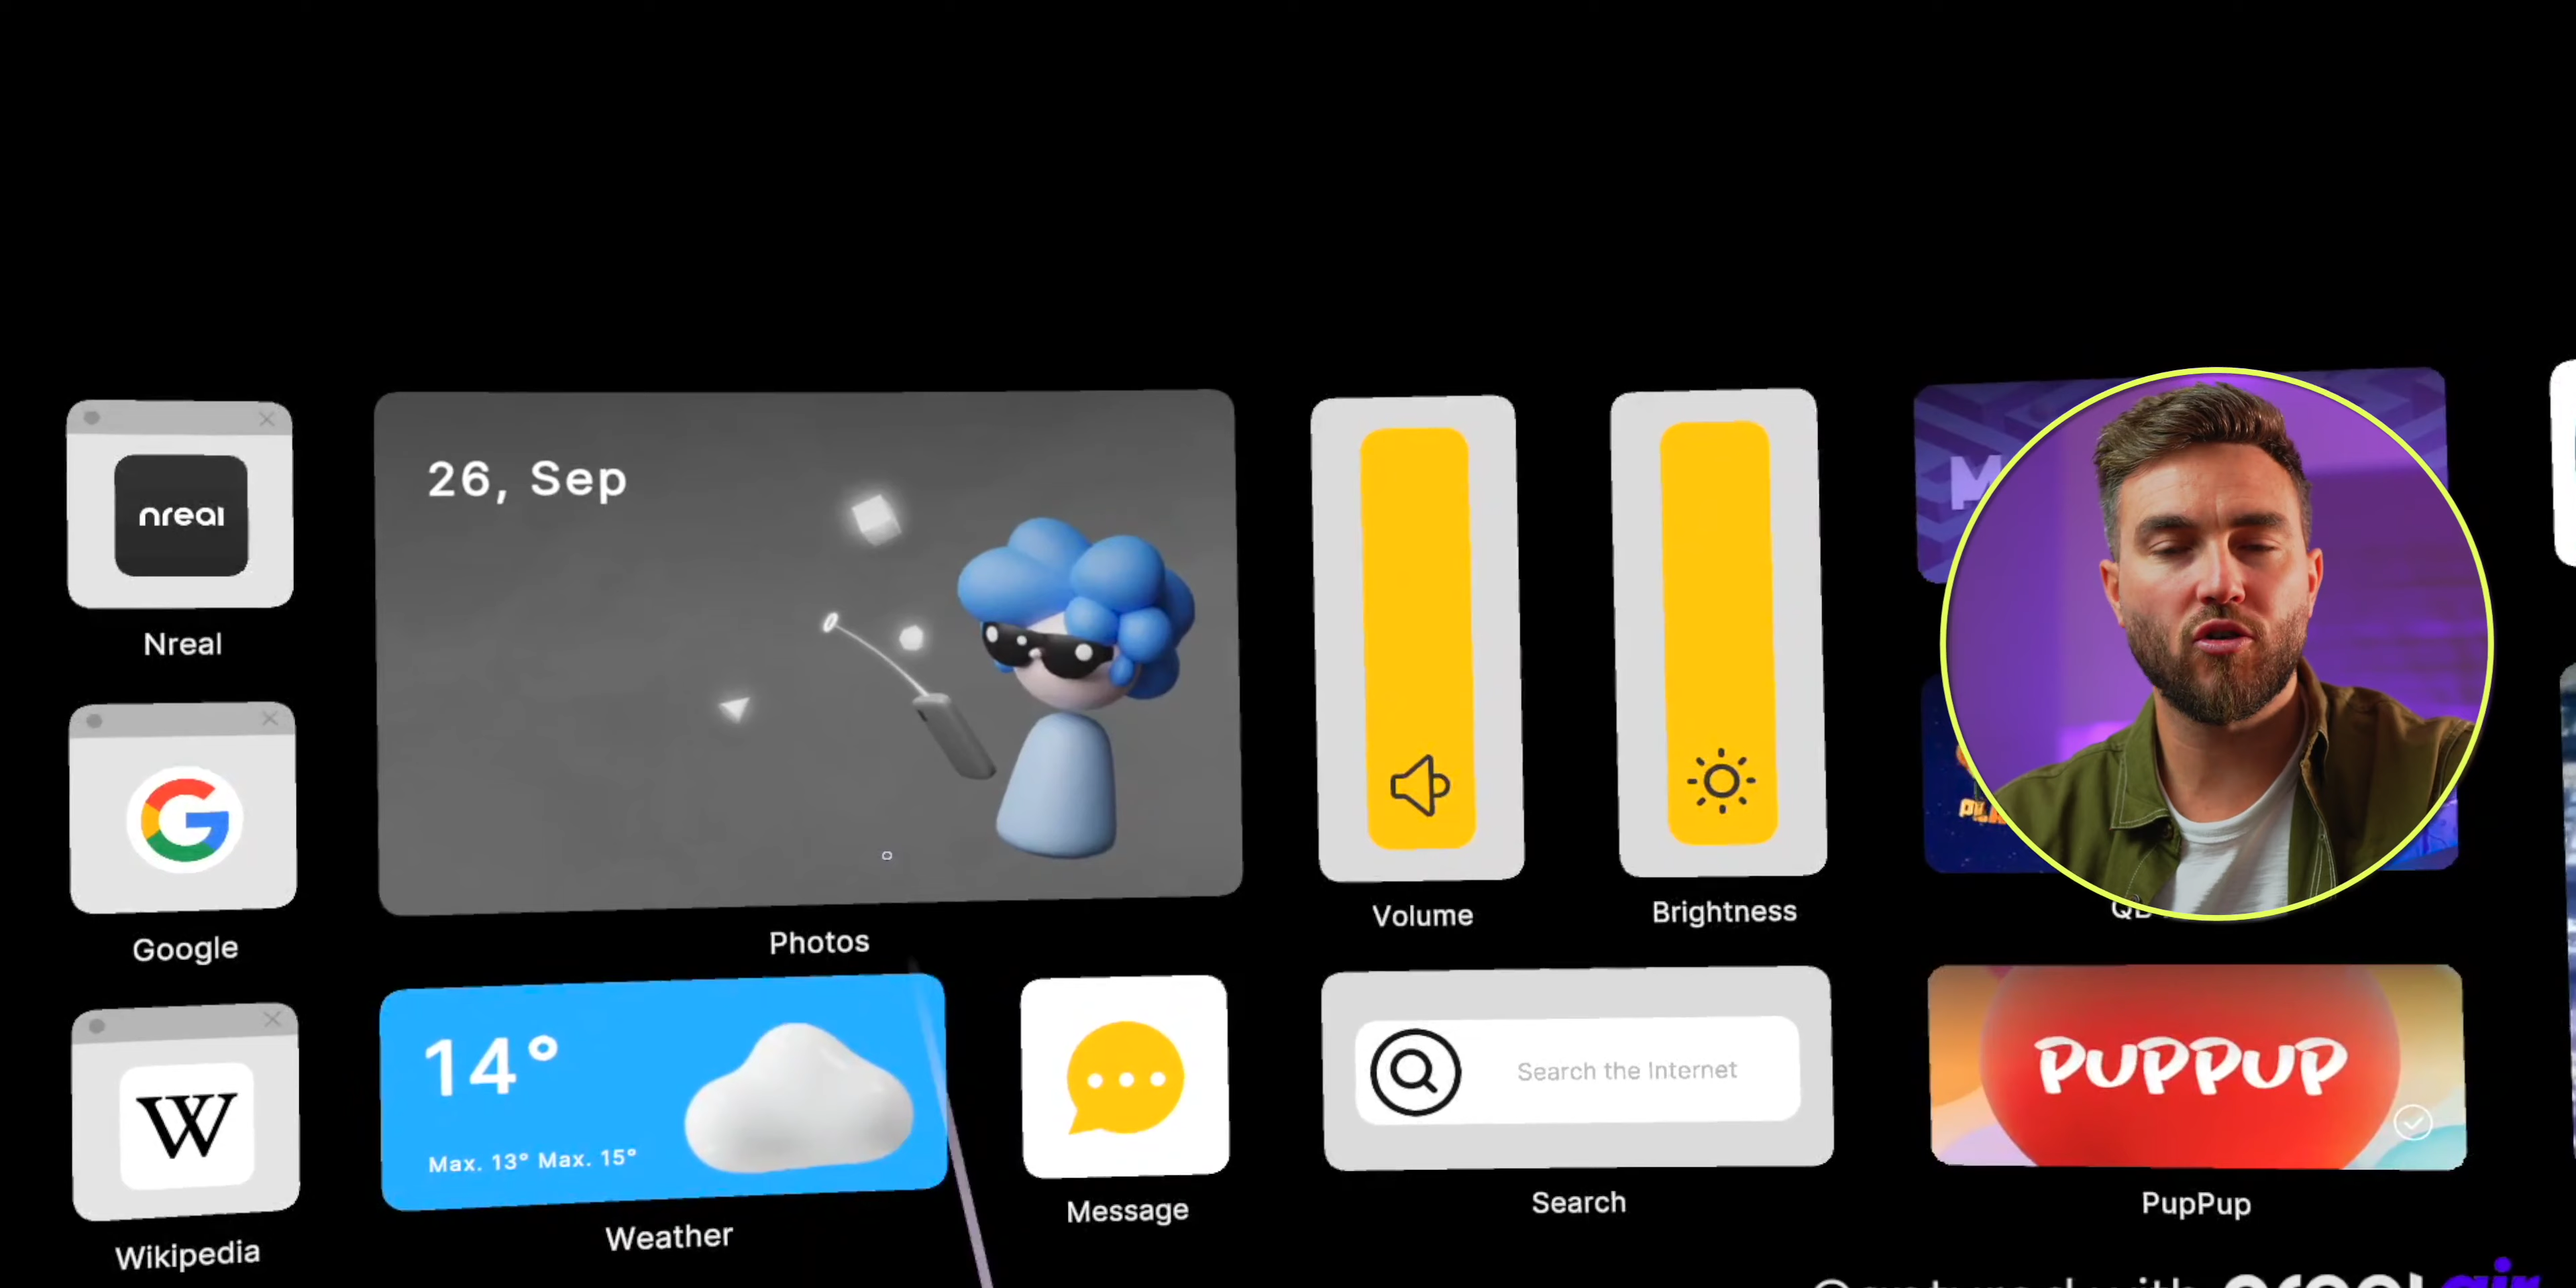 26, Sep
nreal
Nreal
Google
Photos
Volume
Brightness
14°
Max. 13° Max. 15°
Search the Internet
PUPPUP
W
Wikipedia
Weather
Message
Search
PupPup